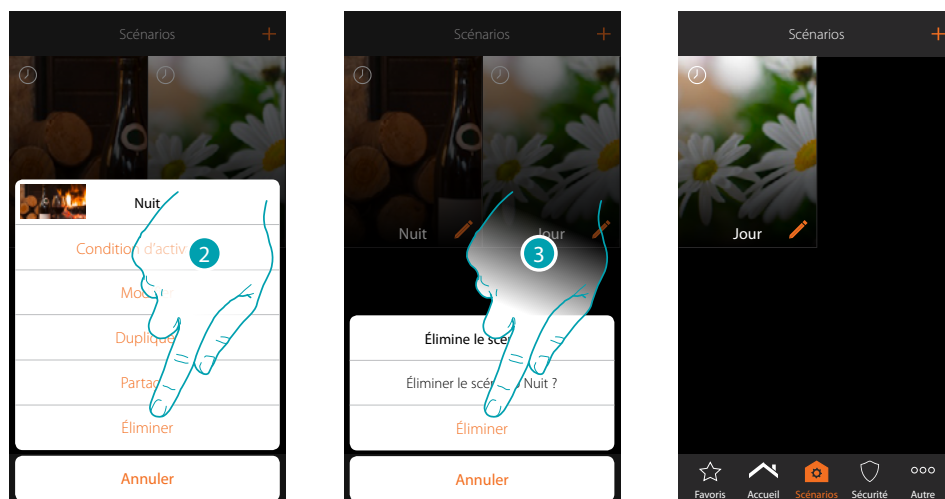 Scénarios +
Nuit
Condition d'activ
2
Mod
Duplique
Partag
Éliminer
Annuler
Scénarios +
Nuit
Jour
3
Élimine le scé
Éliminer le scé Nuit ?
Éliminer
Annuler
Scénarios +
Jour
Favoris Accueil Scénarios Sécurité Autre